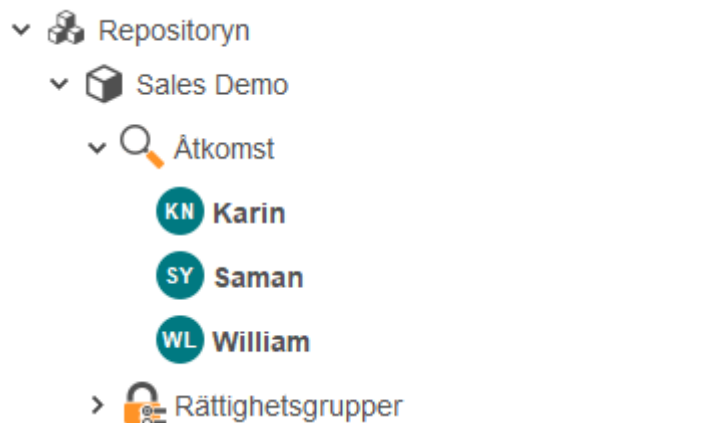 Repositoryn
Sales Demo
Åtkomst
KN Karin
SY Saman
WL William
Rättighetsgrupper